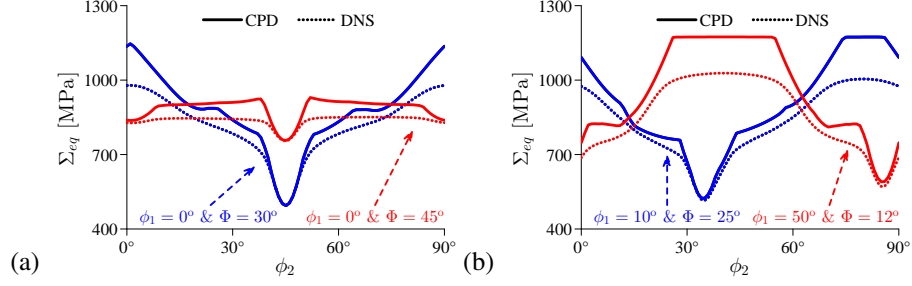 CPD DNS
1300
1000
700
400
Σeq [MPa]
ϕ1 = 0° & Φ = 30°
ϕ1 = 0° & Φ = 45°
0° 30° 60° 90°
ϕ2
(a)
CPD DNS
1300
1000
700
400
Σeq [MPa]
ϕ1 = 10° & Φ = 25°
ϕ1 = 50° & Φ = 12°
0° 30° 60° 90°
ϕ2
(b)